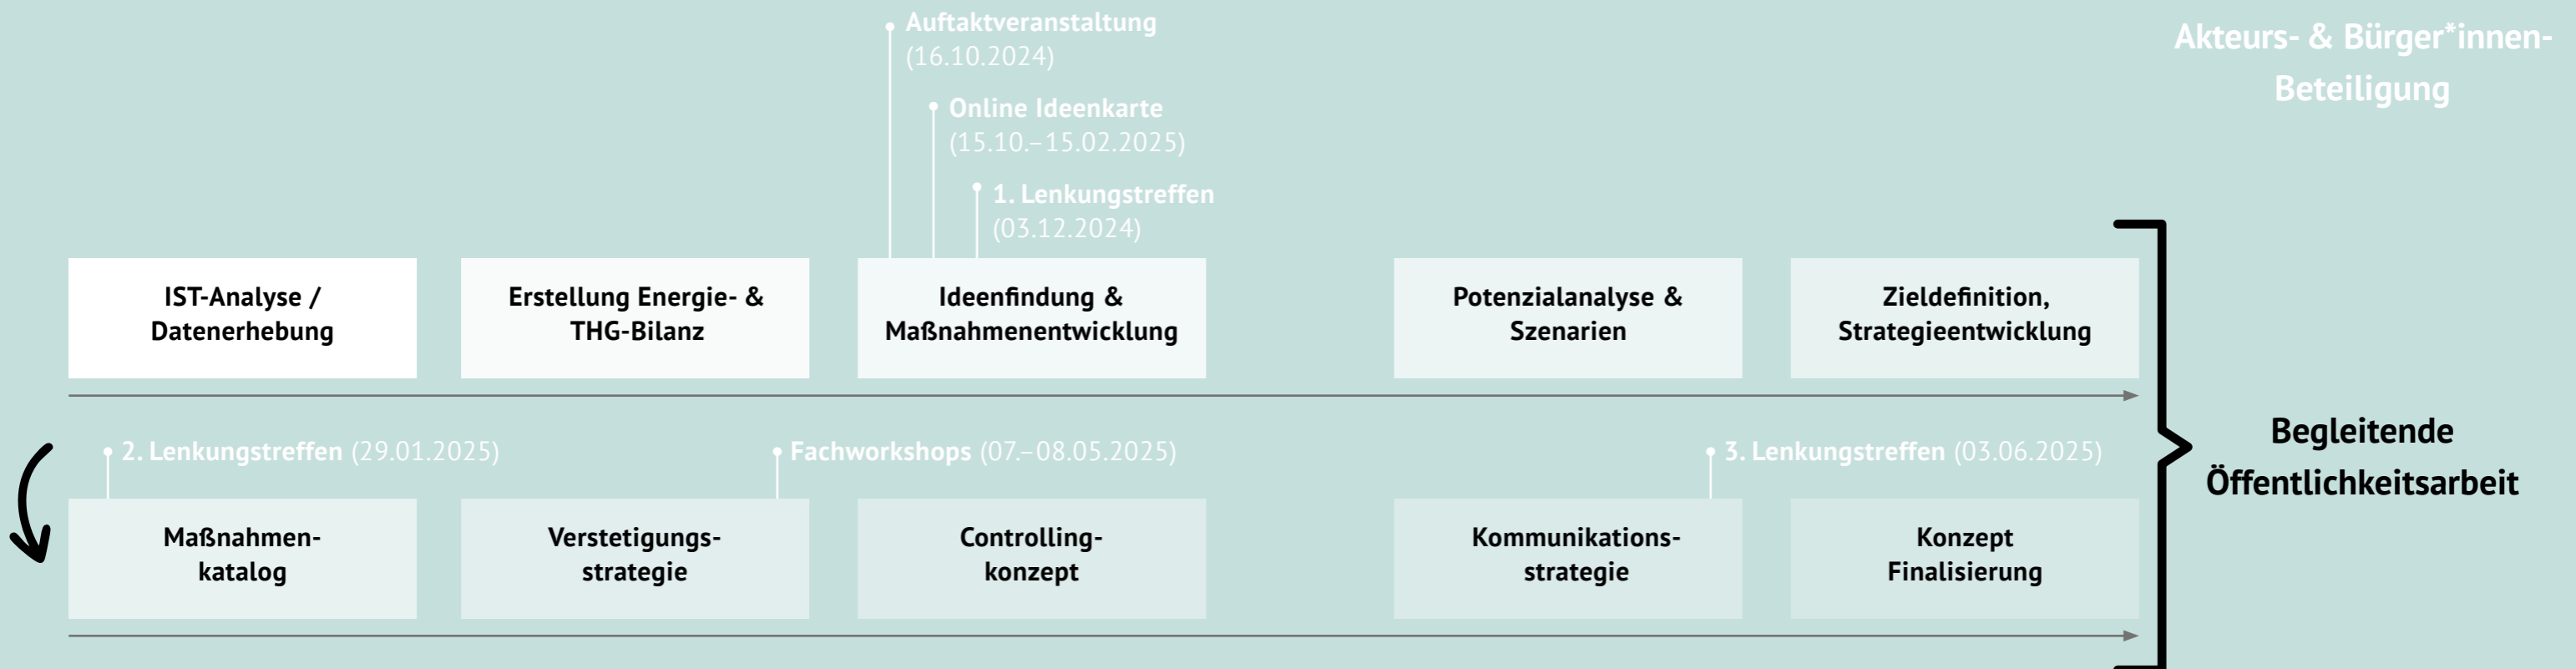 Auftaktveranstaltung
(16.10.2024)
Online Ideenkarte
(15.10.–15.02.2025)
1. Lenkungstreffen
(03.12.2024)
Akteurs- & Bürger*innen-
Beteiligung
IST-Analyse /
Datenerhebung
Erstellung Energie- &
THG-Bilanz
Ideenfindung &
Maßnahmenentwicklung
Potenzialanalyse &
Szenarien
Zieldefinition,
Strategieentwicklung
2. Lenkungstreffen (29.01.2025)
Fachworkshops (07.–08.05.2025)
3. Lenkungstreffen (03.06.2025)
Maßnahmen-
katalog
Verstetigungs-
strategie
Controlling-
konzept
Kommunikations-
strategie
Konzept
Finalisierung
Begleitende
Öffentlichkeitsarbeit